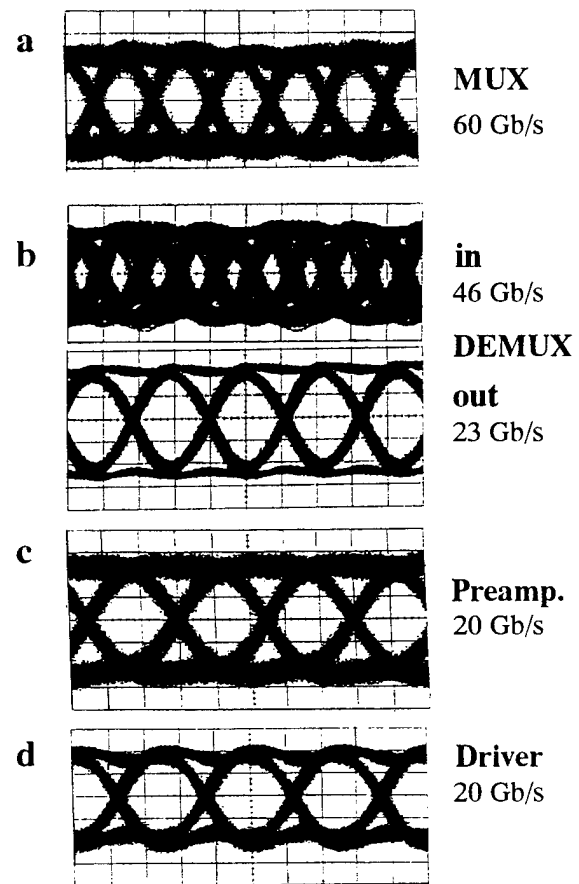 a
MUX
60 Gb/s
b
in
46 Gb/s
DEMUX
out
23 Gb/s
c
Preamp.
20 Gb/s
d
Driver
20 Gb/s